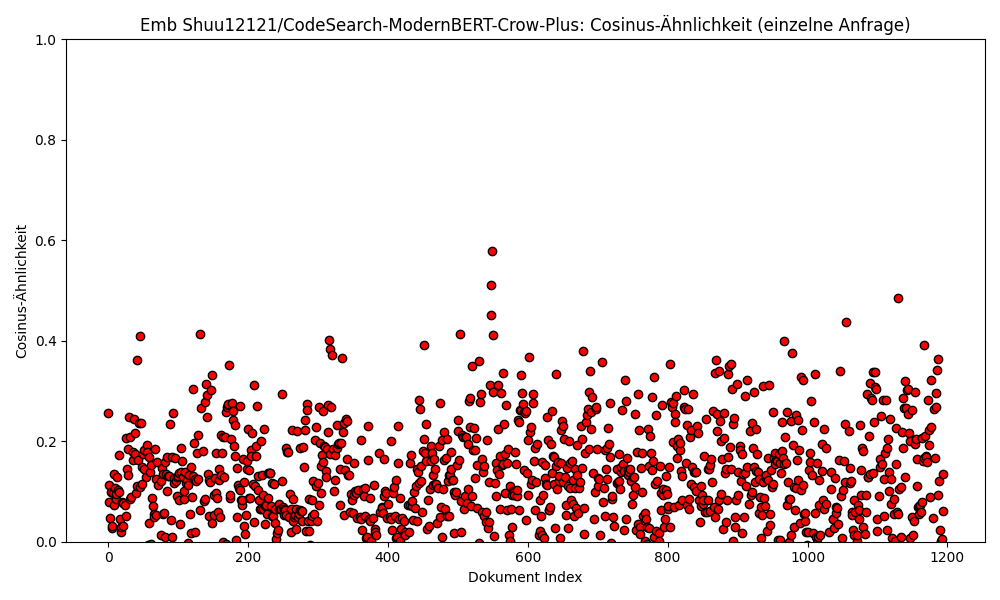 Emb Shuu12121/CodeSearch-ModernBERT-Crow-Plus: Cosinus-Ähnlichkeit (einzelne Anfrage)
1.0
0.8
0.6
0.4
0.2
0.0
Cosinus-Ähnlichkeit
0 200 400 600 800 1000 1200
Dokument Index